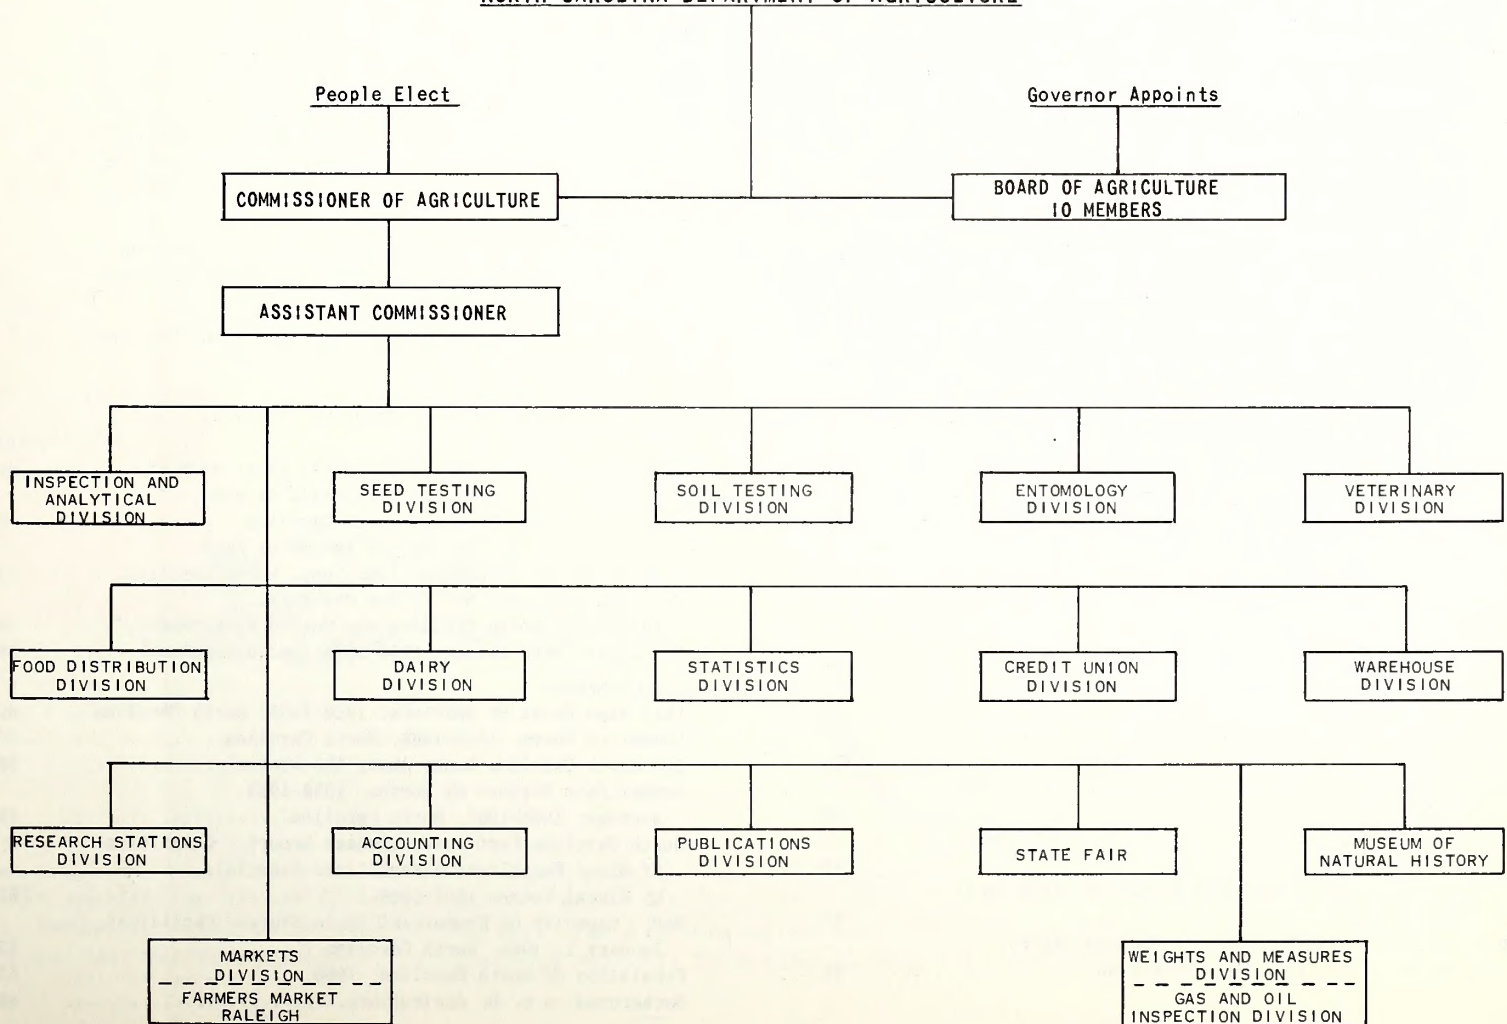 NORTH CAROLINA DEPARTMENT OF AGRICULTURE
People Elect
Governor Appoints
COMMISSIONER OF AGRICULTURE
BOARD OF AGRICULTURE
10 MEMBERS
ASSISTANT COMMISSIONER
INSPECTION AND
ANALYTICAL
DIVISION
SEED TESTING
DIVISION
SOIL TESTING
DIVISION
ENTOMOLOGY
DIVISION
VETERINARY
DIVISION
FOOD DISTRIBUTION
DIVISION
DAIRY
DIVISION
STATISTICS
DIVISION
CREDIT UNION
DIVISION
WAREHOUSE
DIVISION
RESEARCH STATIONS
DIVISION
ACCOUNTING
DIVISION
PUBLICATIONS
DIVISION
STATE FAIR
MUSEUM OF
NATURAL HISTORY
MARKETS
DIVISION
FARMERS MARKET
RALEIGH
WEIGHTS AND MEASURES
DIVISION
GAS AND OIL
INSPECTION DIVISION